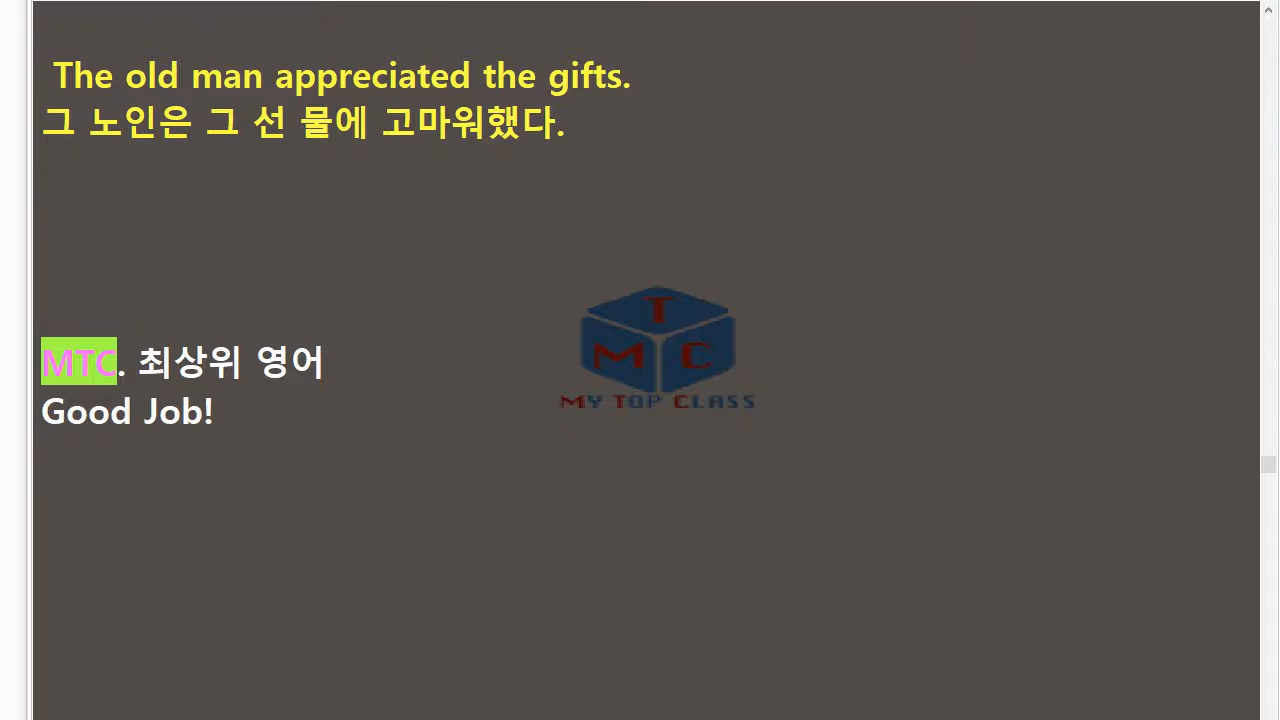 The old man appreciated the gifts.
그 노인은 그 선 물에 고마워했다.
T
M C
MY TOP CLASS
MTC. 최상위 영어
Good Job!